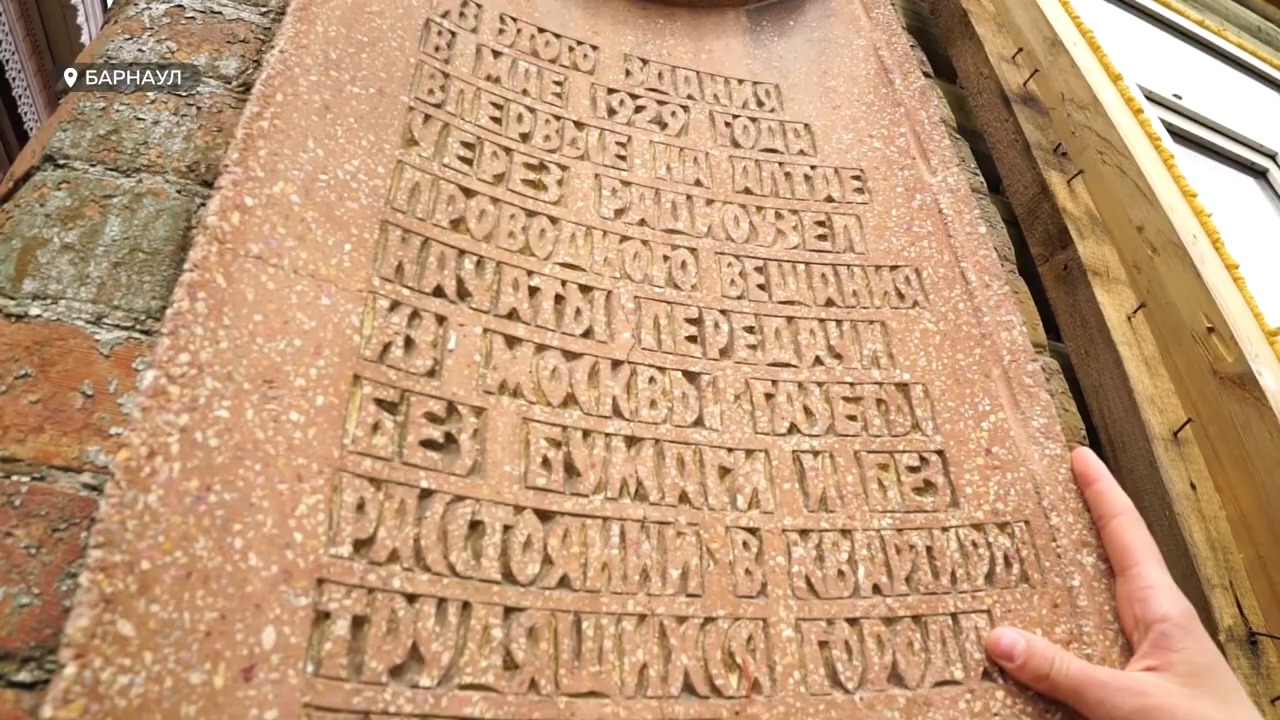 БАРНАУЛ
ИЗ ЭТОГО ЗДАНИЯ
В МАЕ 1929 ГОДА
ВПЕРВЫЕ НА АЛТАЕ
ЧЕРЕЗ РАДИОУЗЕЛ
ПРОВОДНОГО ВЕЩАНИЯ
НАЧАТЫ ПЕРЕДАЧИ
ИЗ МОСКВЫ ГАЗЕТЫ
БЕЗ БУМАГИ И БЕЗ
РАССТОЯНИЙ В КВАРТИРЫ
ТРУДЯЩИХСЯ ГОРОДА